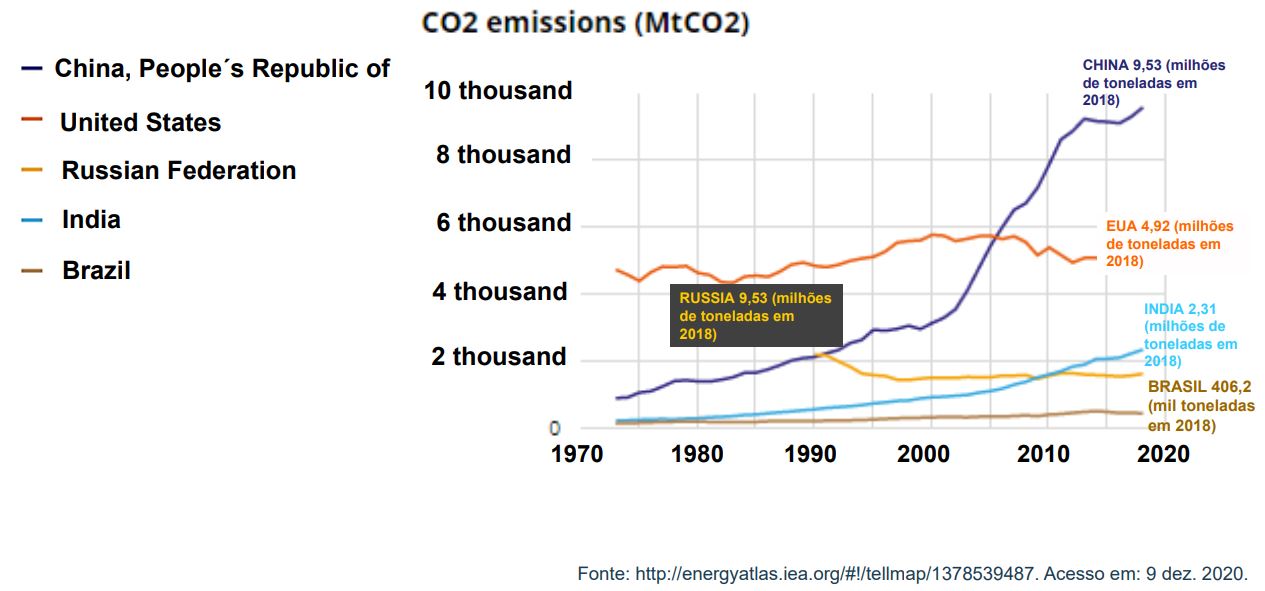 CO2 emissions (MtCO2)
China, People´s Republic of
United States
Russian Federation
India
Brazil
10 thousand
8 thousand
6 thousand
4 thousand
2 thousand
0
1970
1980
1990
2000
2010
2020
CHINA 9,53 (milhões
de toneladas em
2018)
EUA 4,92 (milhões
de toneladas em
2018)
RUSSIA 9,53 (milhões
de toneladas em
2018)
INDIA 2,31
(milhões de
toneladas em
2018)
BRASIL 406,2
(mil toneladas
em 2018)
Fonte: http://energyatlas.iea.org/#!/tellmap/1378539487. Acesso em: 9 dez. 2020.